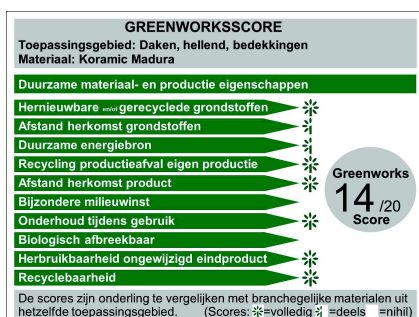 GREENWORKSSCORE
Toepassingsgebied: Daken, hellend, bedekkingen
Materiaal: Koramic Madura
Duurzame materiaal- en productie eigenschappen
Hernieuwbare en/of gerecyclede grondstoffen
Afstand herkomst grondstoffen
Duurzame energiebron
Recycling productieafval eigen productie
Afstand herkomst product
Bijzondere milieuwinst
Onderhoud tijdens gebruik
Biologisch afbreekbaar
Herbruikbaarheid ongewijzigd eindproduct
Recyclebaarheid
Greenworks
14 /20
Score
De scores zijn onderling te vergelijken met branchegelijke materialen uit
hetzelfde toepassingsgebied. (Scores: =volledig =deels =nihil)